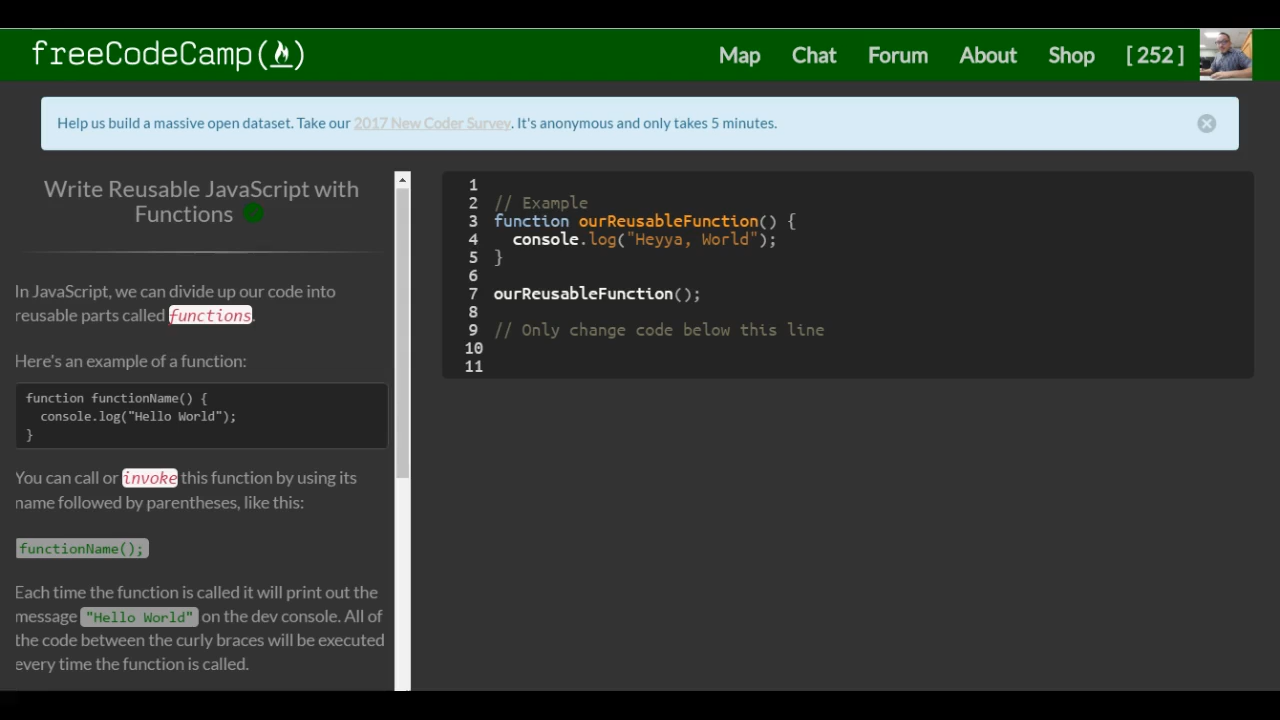 freeCodeCamp(🔥)
Map Chat Forum About Shop [ 252 ]
Help us build a massive open dataset. Take our 2017 New Coder Survey. It's anonymous and only takes 5 minutes.
Write Reusable JavaScript with
Functions
In JavaScript, we can divide up our code into
reusable parts called functions.
Here's an example of a function:
function functionName() {
  console.log("Hello World");
}
You can call or invoke this function by using its
name followed by parentheses, like this:
functionName();
Each time the function is called it will print out the
message "Hello World" on the dev console. All of
the code between the curly braces will be executed
every time the function is called.
1
2 // Example
3 function ourReusableFunction() {
4   console.log("Heyya, World");
5 }
6
7 ourReusableFunction();
8
9 // Only change code below this line
10
11